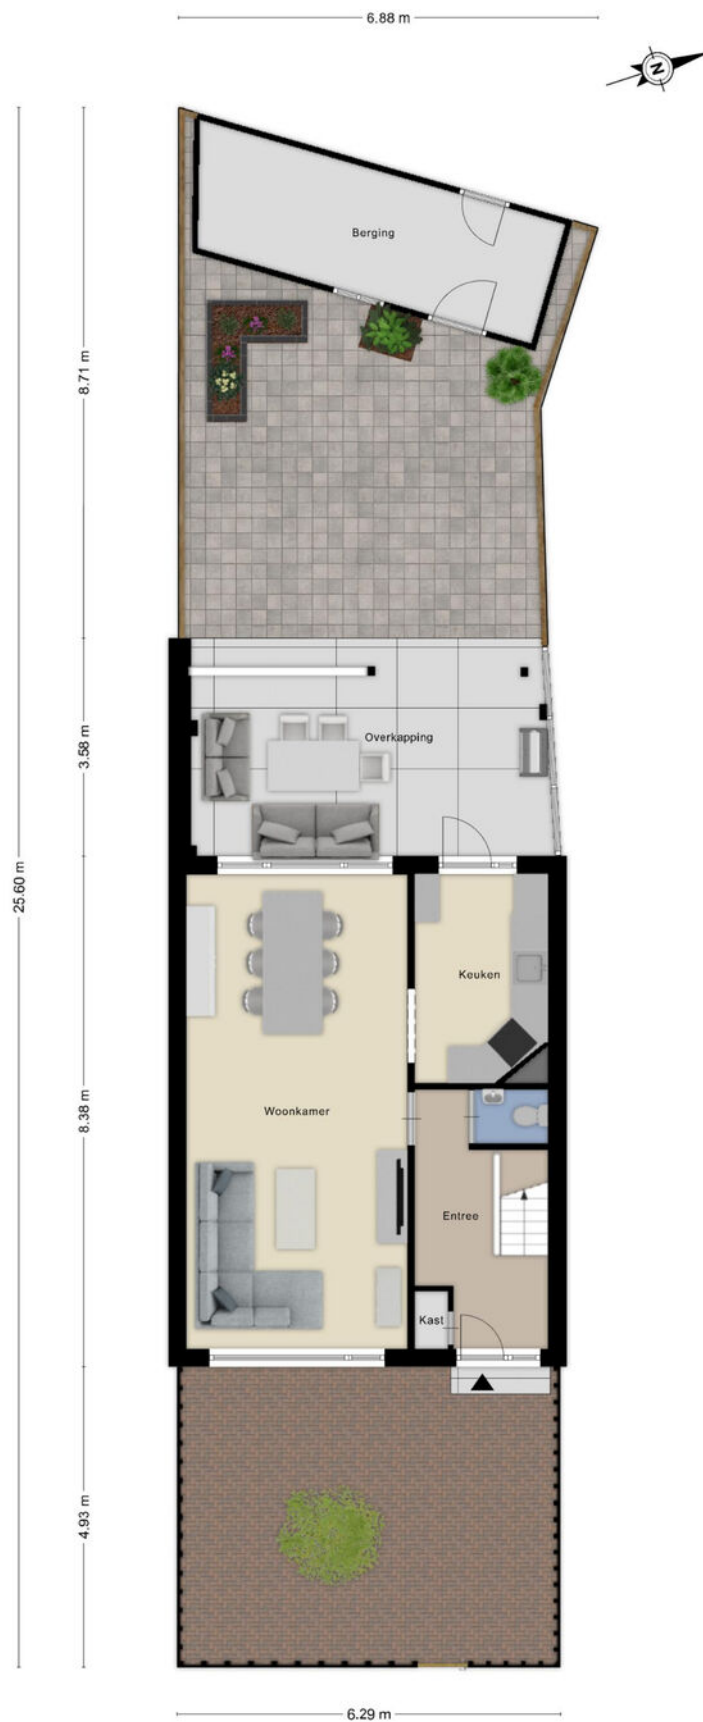 6.88 m
N
Berging
8.71 m
Overkapping
3.58 m
25.60 m
Keuken
Woonkamer
8.38 m
Entree
Kast
4.93 m
6.29 m